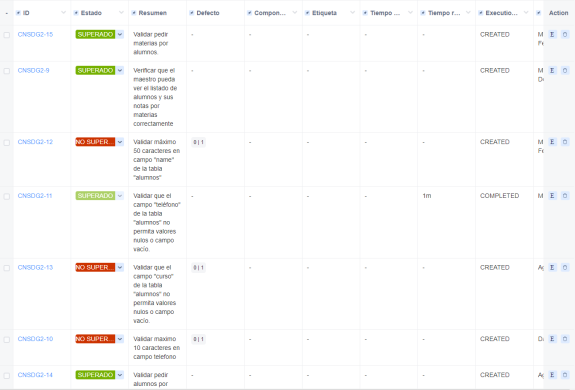 - ID Estado Resumen Defecto Compon... Etiqueta Tiempo ... Tiempo r... Executio... Action
CNSDG2-15 SUPERADO Validar pedir - - - - - CREATED M E
materias por Fe
alumnos
CNSDG2-9 SUPERADO Verificar que el - - - - - CREATED M E
maestro pueda De
ver el listado de
alumnos y sus
notas por
materias
correctamente
CNSDG2-12 NO SUPER... Validar máximo 0 | 1 - - - - CREATED M E
50 caracteres en Fe
campo "name"
de la tabla
"alumnos"
CNSDG2-11 SUPERADO Validar que el - - - - 1m COMPLETED M E
campo "teléfono"
de la tabla
"alumnos" no
permita valores
nulos o campo
vacío.
CNSDG2-13 NO SUPER... Validar que el 0 | 1 - - - - CREATED E
campo "curso"
de la tabla
"alumnos" no
permita valores
nulos o campo
vacío.
CNSDG2-10 NO SUPER... Validar máximo 0 | 1 - - - - CREATED E
10 caracteres en
campo telefono
CNSDG2-14 SUPERADO Validar pedir - - - - - CREATED E
alumnos por